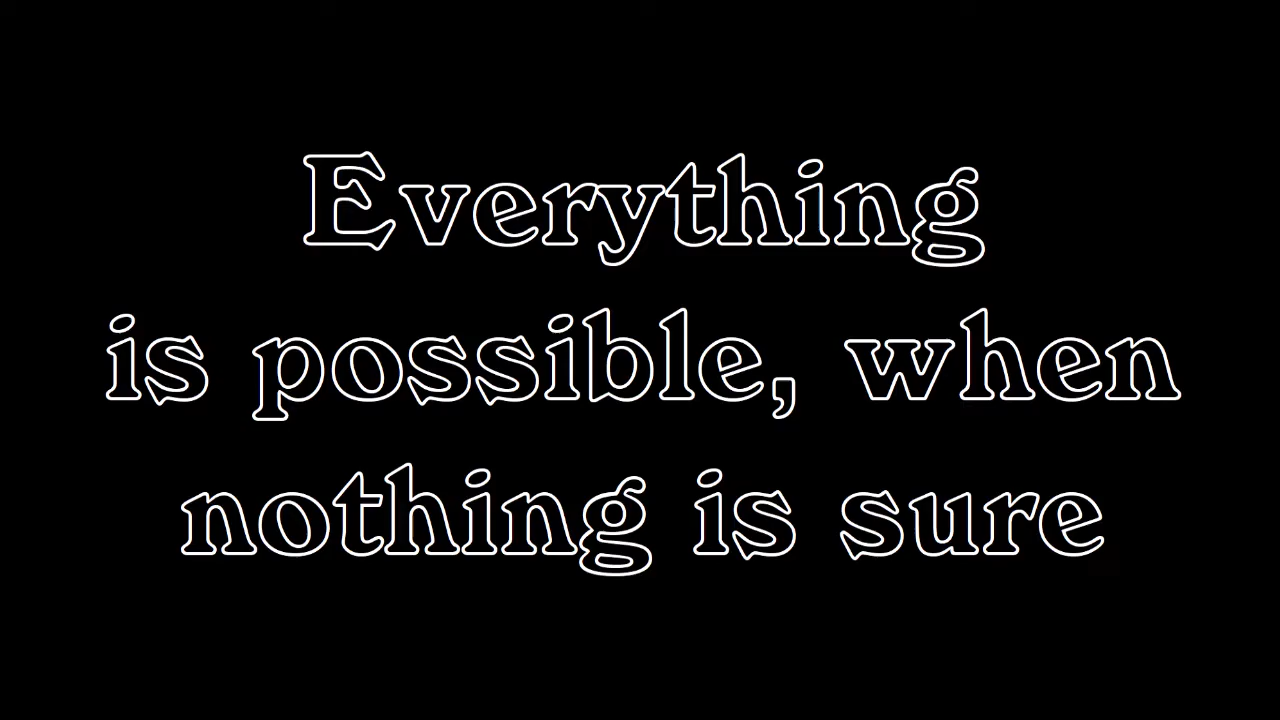 Everything
is possible, when
nothing is sure